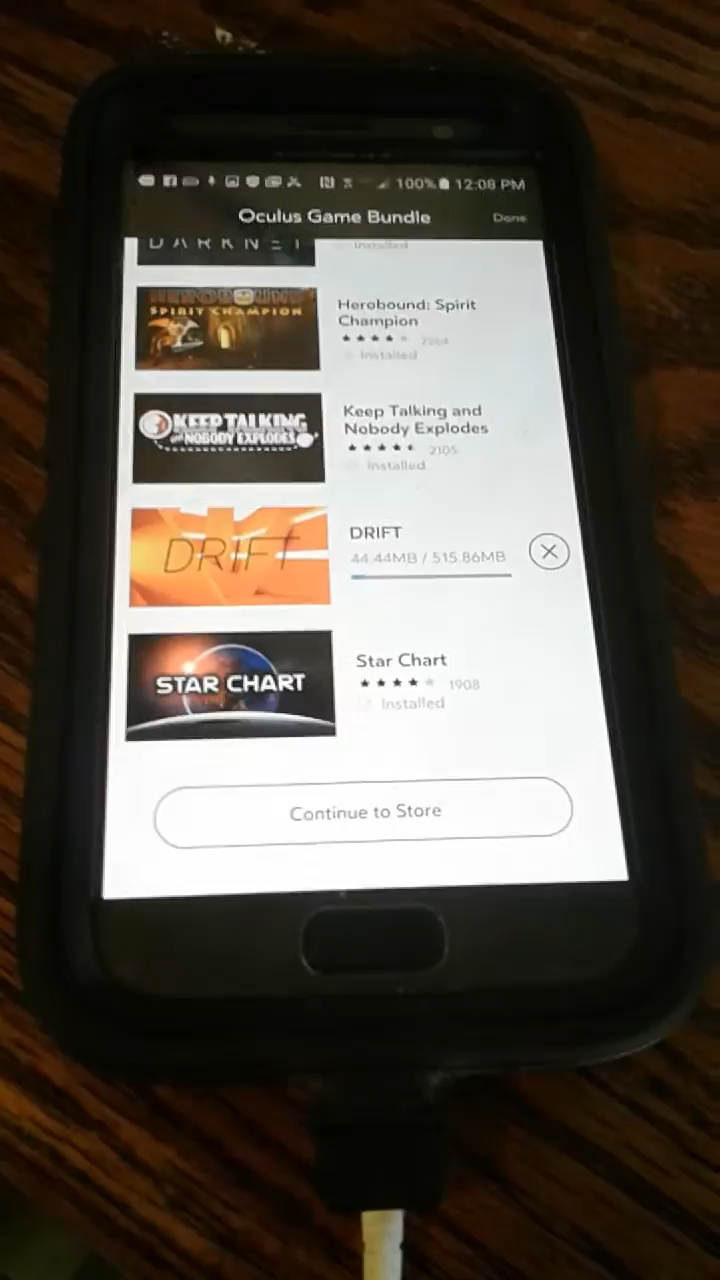 100% 12:08 PM
Oculus Game Bundle Done
DARKNET
Installed
HEROBOUND
SPIRIT CHAMPION
Herobound: Spirit
Champion
Installed
KEEP TALKING
and NOBODY EXPLODES
Keep Talking and
Nobody Explodes
2105
Installed
DRIFT
DRIFT
44.44MB / 515.86MB
STAR CHART
Star Chart
1908
Installed
Continue to Store